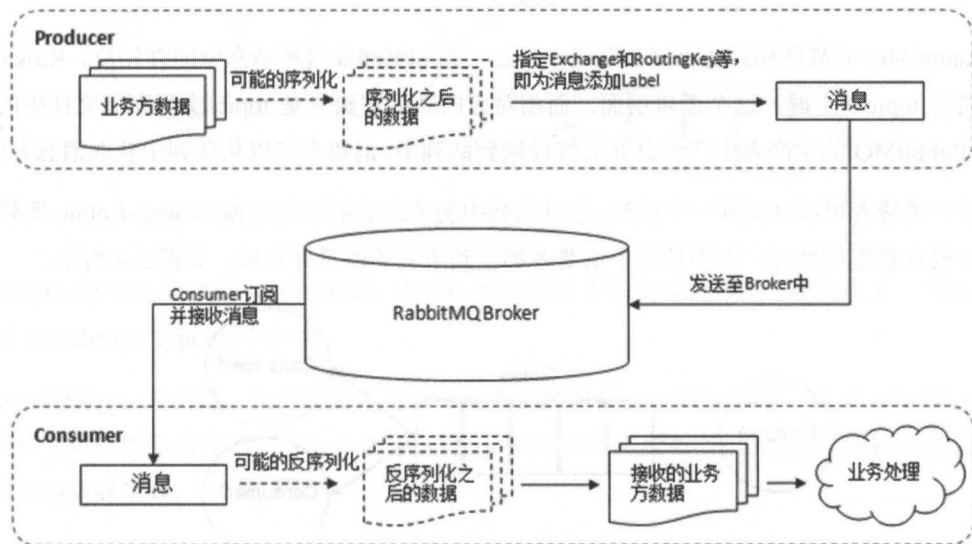 Producer
业务方数据
可能的序列化
序列化之后
的数据
指定Exchange和RoutingKey等，
即为消息添加Label
消息
发送至Broker中
RabbitMQ Broker
Consumer订阅
并接收消息
Consumer
消息
可能的反序列化
反序列化之
后的数据
接收的业务
方数据
业务处理